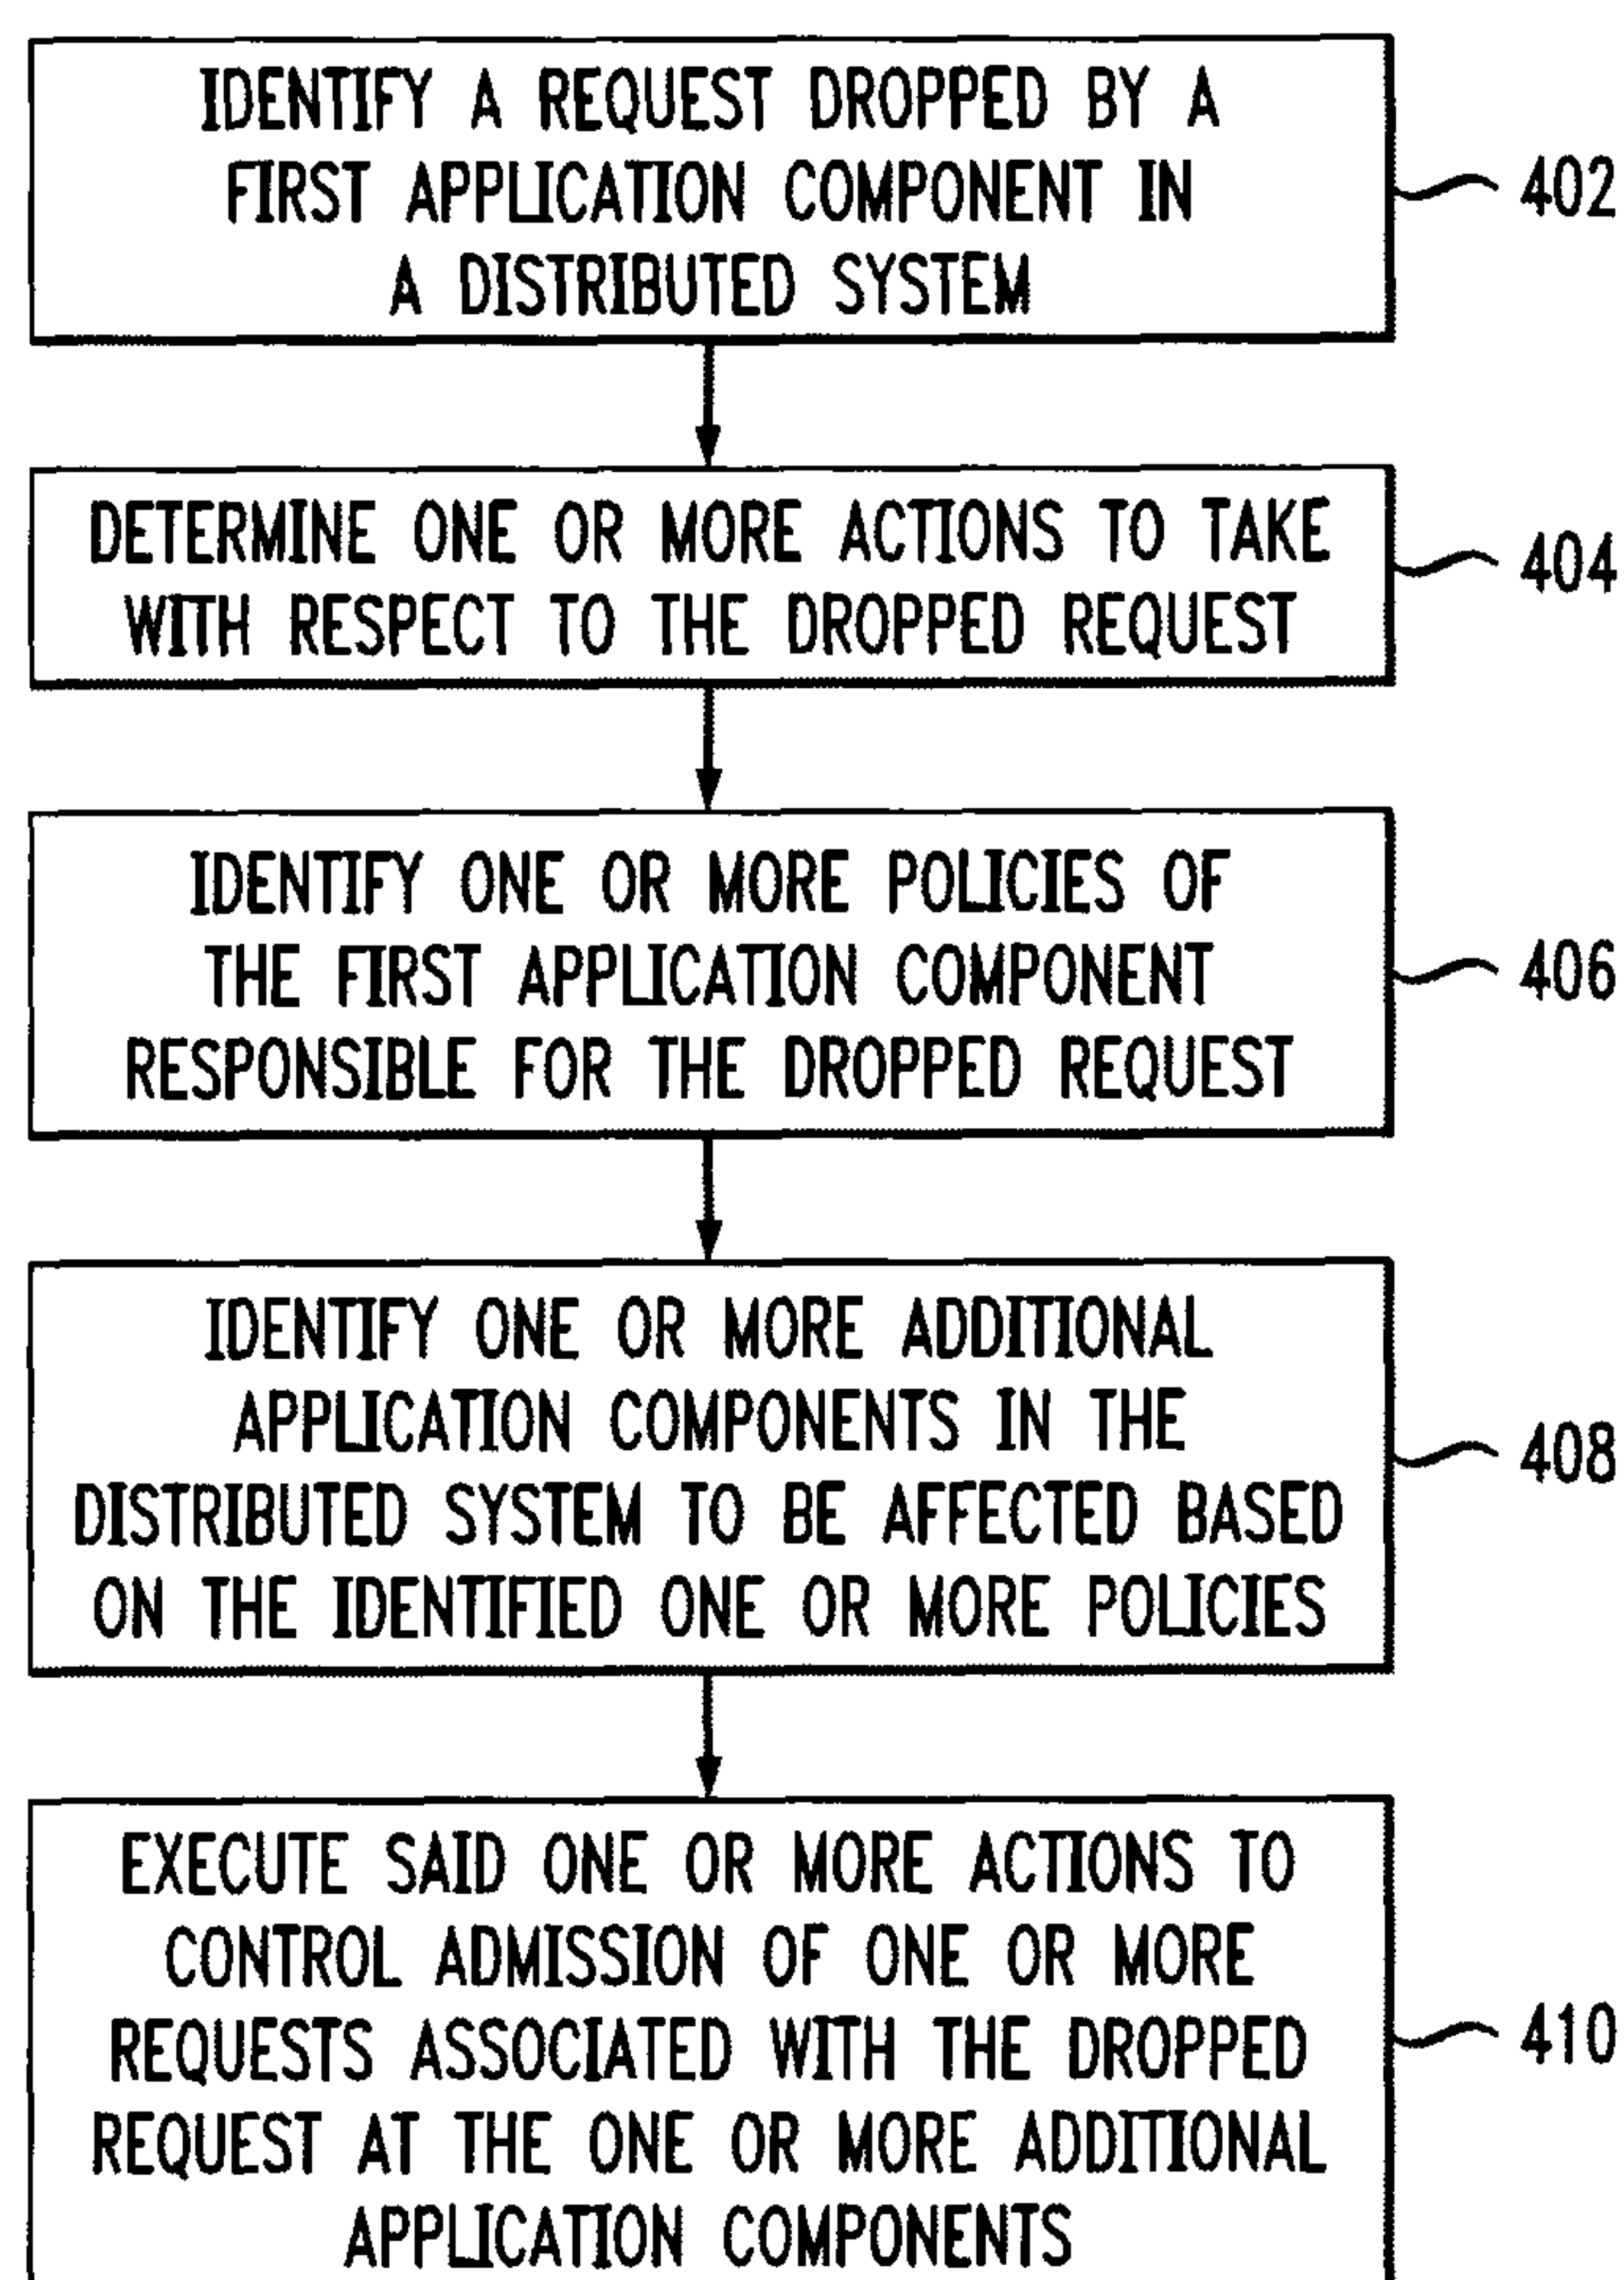 IDENTIFY A REQUEST DROPPED BY A
FIRST APPLICATION COMPONENT IN
A DISTRIBUTED SYSTEM
402
DETERMINE ONE OR MORE ACTIONS TO TAKE
WITH RESPECT TO THE DROPPED REQUEST
404
IDENTIFY ONE OR MORE POLICIES OF
THE FIRST APPLICATION COMPONENT
RESPONSIBLE FOR THE DROPPED REQUEST
406
IDENTIFY ONE OR MORE ADDITIONAL
APPLICATION COMPONENTS IN THE
DISTRIBUTED SYSTEM TO BE AFFECTED BASED
ON THE IDENTIFIED ONE OR MORE POLICIES
408
EXECUTE SAID ONE OR MORE ACTIONS TO
CONTROL ADMISSION OF ONE OR MORE
REQUESTS ASSOCIATED WITH THE DROPPED
REQUEST AT THE ONE OR MORE ADDITIONAL
APPLICATION COMPONENTS
410